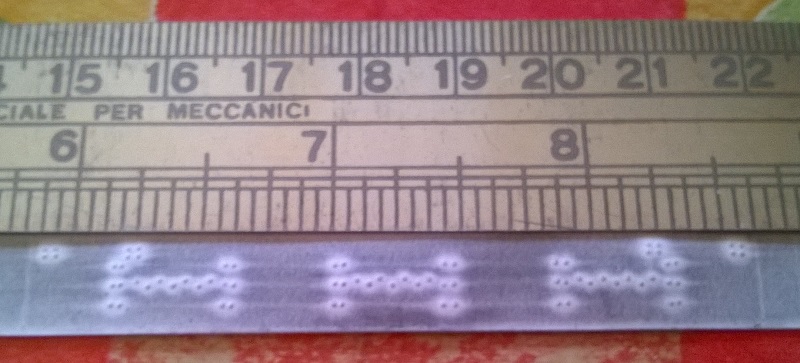 15 16 17 18 19 20 21 22
CIALE PER MECCANICI
6 7 8